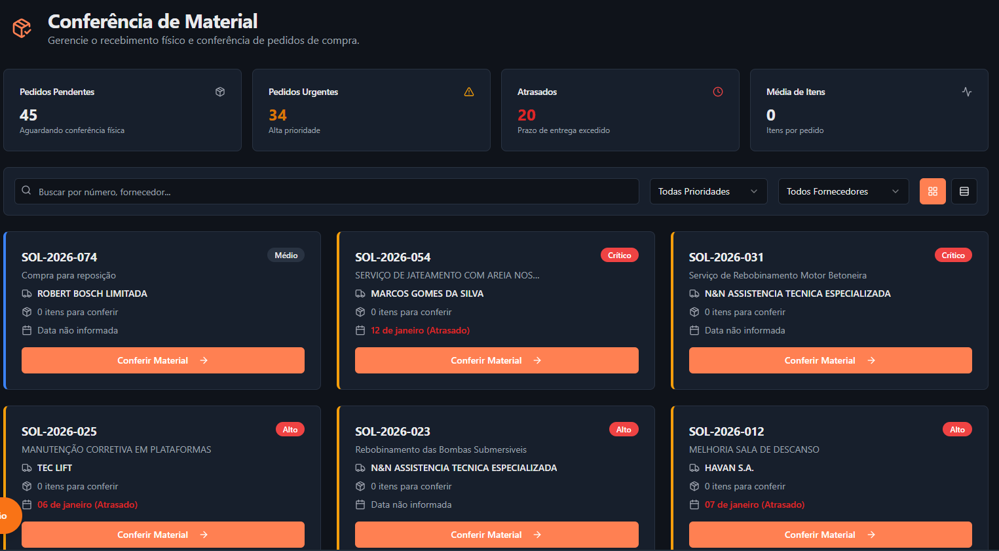 Conferência de Material
Gerencie o recebimento físico e conferência de pedidos de compra.
Pedidos Pendentes
45
Aguardando conferência física
Pedidos Urgentes
34
Alta prioridade
Atrasados
20
Prazo de entrega excedido
Média de Itens
0
Itens por pedido
Buscar por número, fornecedor...
Todas Prioridades
Todos Fornecedores
SOL-2026-074
Médio
Compra para reposição
ROBERT BOSCH LIMITADA
0 itens para conferir
Data não informada
Conferir Material
SOL-2026-054
Crítico
SERVIÇO DE JATEAMENTO COM AREIA NOS...
MARCOS GOMES DA SILVA
0 itens para conferir
12 de janeiro (Atrasado)
Conferir Material
SOL-2026-031
Crítico
Serviço de Rebobinamento Motor Betoneira
N&N ASSISTENCIA TECNICA ESPECIALIZADA
0 itens para conferir
Data não informada
Conferir Material
SOL-2026-025
Alto
MANUTENÇÃO CORRETIVA EM PLATAFORMAS
TEC LIFT
0 itens para conferir
06 de janeiro (Atrasado)
Conferir Material
SOL-2026-023
Alto
Rebobinamento das Bombas Submersiveis
N&N ASSISTENCIA TECNICA ESPECIALIZADA
0 itens para conferir
Data não informada
Conferir Material
SOL-2026-012
Alto
MELHORIA SALA DE DESCANSO
HAVAN S.A.
0 itens para conferir
07 de janeiro (Atrasado)
Conferir Material